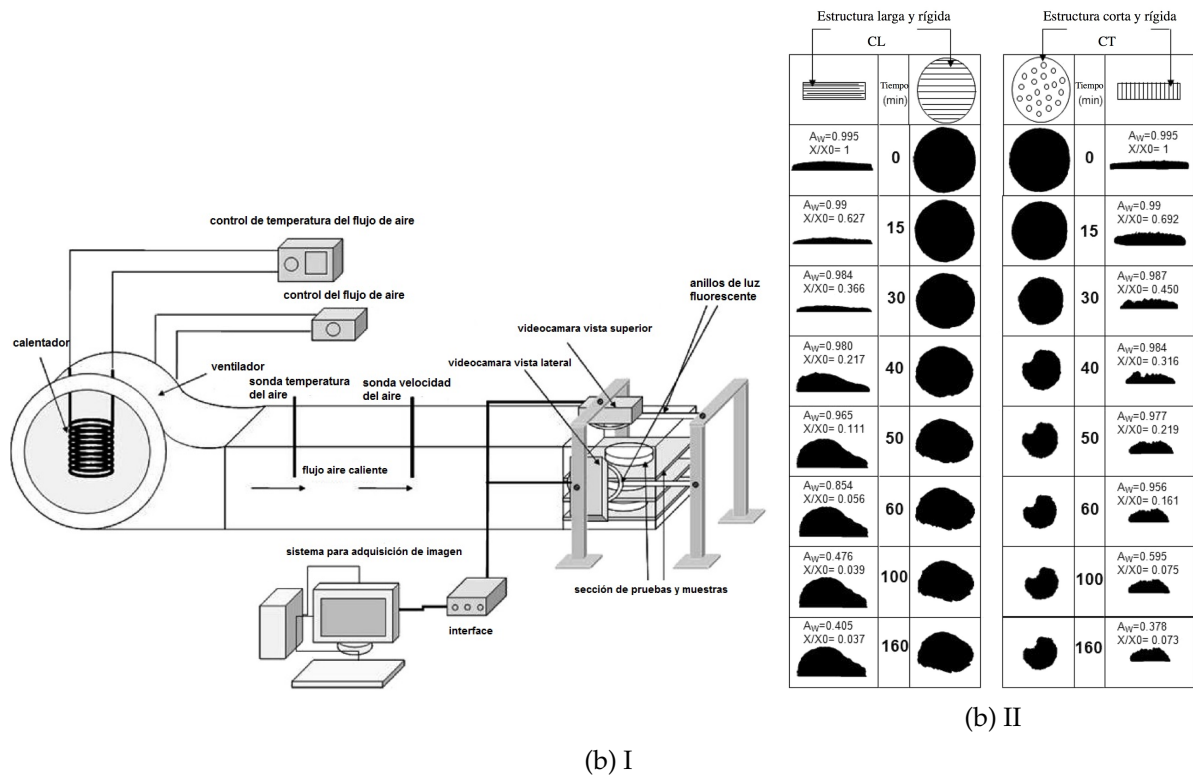 control de temperatura del flujo de aire
control del flujo de aire
calentador
ventilador
sonda temperatura
del aire
sonda velocidad
del aire
flujo aire caliente
videocamara vista superior
videocamara vista lateral
anillos de luz
fluorescente
sistema para adquisición de imagen
interface
sección de pruebas y muestras
(b) I
Estructura larga y rígida
CL
Tiempo
(min)
AW=0.995
X/X0= 1
0
AW=0.99
X/X0= 0.627
15
AW=0.984
X/X0= 0.366
30
AW=0.980
X/X0= 0.217
40
AW=0.965
X/X0= 0.111
50
AW=0.854
X/X0= 0.056
60
AW=0.476
X/X0= 0.039
100
AW=0.405
X/X0= 0.037
160
Estructura corta y rígida
CT
Tiempo
(min)
0
AW=0.995
X/X0= 1
15
AW=0.99
X/X0= 0.692
30
AW=0.987
X/X0= 0.450
40
AW=0.984
X/X0= 0.316
50
AW=0.977
X/X0= 0.219
60
AW=0.956
X/X0= 0.161
100
AW=0.595
X/X0= 0.075
160
AW=0.378
X/X0= 0.073
(b) II